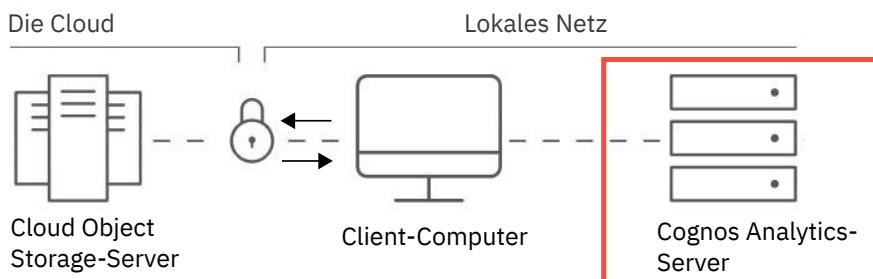 Die Cloud
Lokales Netz
Cloud Object
Storage-Server
Client-Computer
Cognos Analytics-
Server